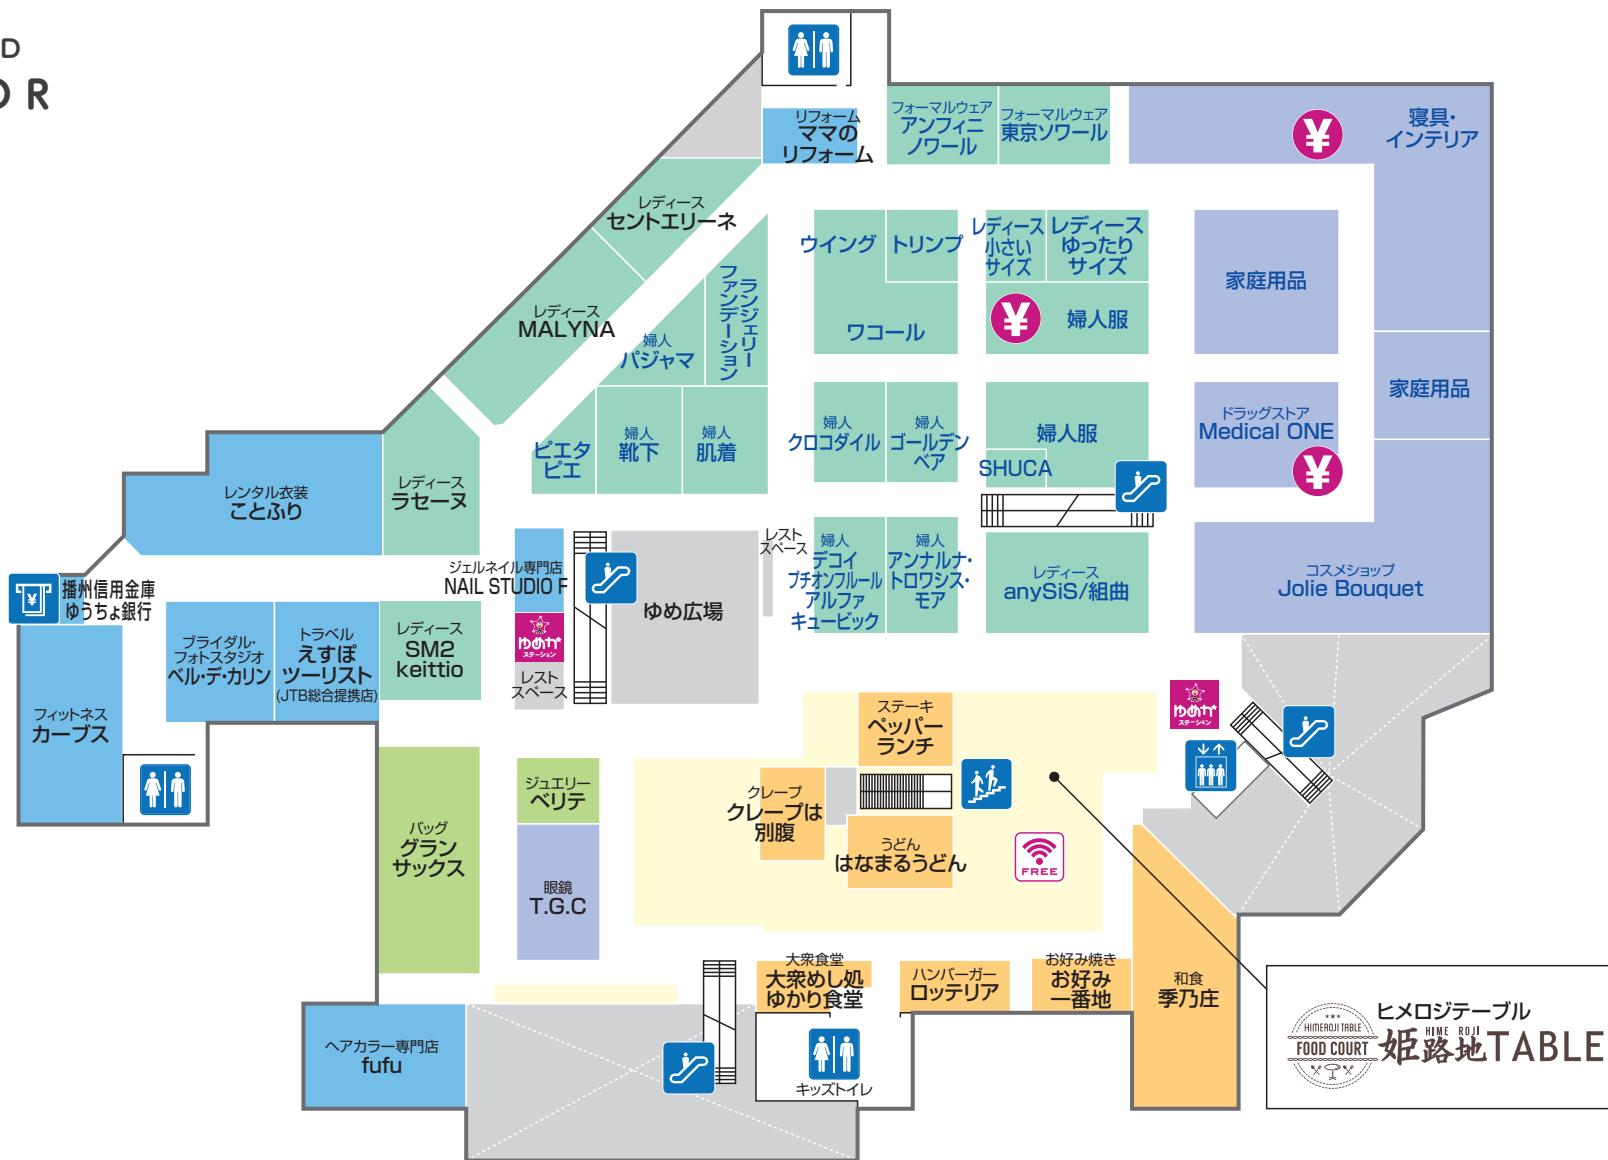 D
OR
リフォーム
ママの
リフォーム
フォーマルウェア
アンフィニ
ノワール
フォーマルウェア
東京ソワール
¥
寝具・
インテリア
レディース
セントエリーネ
レディース
MALYNA
婦人
パジャマ
ランジェリー
ファンデーション
ウイング
トリンプ
ワコール
レディース
小さい
サイズ
レディース
ゆったり
サイズ
¥
婦人服
家庭用品
家庭用品
レディース
ラセーヌ
ピエタ
ピエ
婦人
靴下
婦人
肌着
婦人
クロコダイル
婦人
ゴールデン
ベア
婦人服
SHUCA
ドラッグストア
Medical ONE
¥
レンタル衣装
ことふり
¥
播州信用金庫
ゆうちょ銀行
ジェルネイル専門店
NAIL STUDIO F
ゆめか
ステーション
レスト
スペース
ゆめ広場
レスト
スペース
婦人
デコイ
プチオンフルール
アルファ
キュービック
婦人
アンナルナ・
トロワシス・
モア
レディース
anySiS/組曲
コスメショップ
Jolie Bouquet
フィットネス
カーブス
ブライダル・
フォトスタジオ
ベル・デ・カリン
トラベル
えすぽ
ツーリスト
(JTB総合提携店)
レディース
SM2
keittio
バッグ
グラン
サックス
ジュエリー
ベリテ
眼鏡
T.G.C
ステーキ
ペッパー
ランチ
クレープ
クレープは
別腹
うどん
はなまるうどん
FREE
ゆめか
ステーション
大衆食堂
大衆めし処
ゆかり食堂
ハンバーガー
ロッテリア
お好み焼き
お好み
一番地
和食
季乃庄
ヘアカラー専門店
fufu
キッズトイレ
HIMEROJI TABLE
FOOD COURT
ヒメロジテーブル
HIME ROJI
姫路地TABLE